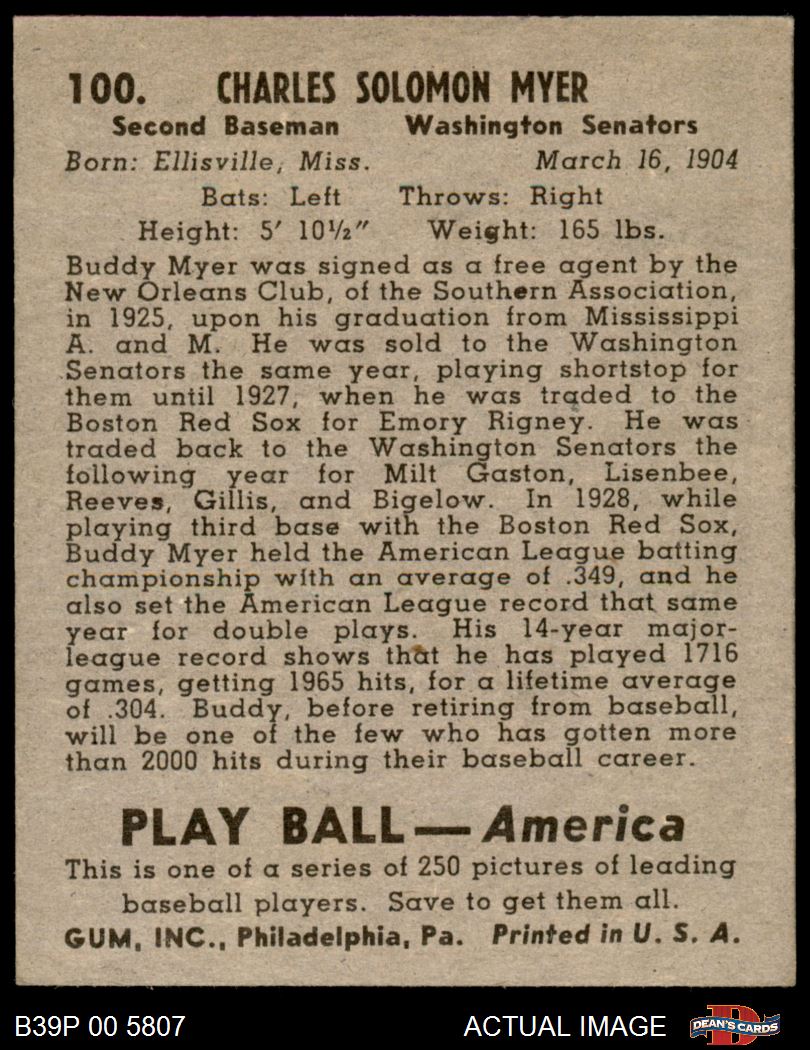 100. CHARLES SOLOMON MYER
Second Baseman Washington Senators
Born: Ellisville, Miss. March 16, 1904
Bats: Left Throws: Right
Height: 5' 10½" Weight: 165 lbs.
Buddy Myer was signed as a free agent by the
New Orleans Club, of the Southern Association,
in 1925, upon his graduation from Mississippi
A. and M. He was sold to the Washington
Senators the same year, playing shortstop for
them until 1927, when he was traded to the
Boston Red Sox for Emory Rigney. He was
traded back to the Washington Senators the
following year for Milt Gaston, Lisenbee,
Reeves, Gillis, and Bigelow. In 1928, while
playing third base with the Boston Red Sox,
Buddy Myer held the American League batting
championship with an average of .349, and he
also set the American League record that same
year for double plays. His 14-year major-
league record shows that he has played 1716
games, getting 1965 hits, for a lifetime average
of .304. Buddy, before retiring from baseball,
will be one of the few who has gotten more
than 2000 hits during their baseball career.
PLAY BALL—America
This is one of a series of 250 pictures of leading
baseball players. Save to get them all.
GUM, INC., Philadelphia, Pa. Printed in U. S. A.
B39P 00 5807 ACTUAL IMAGE D DEAN'S CARDS